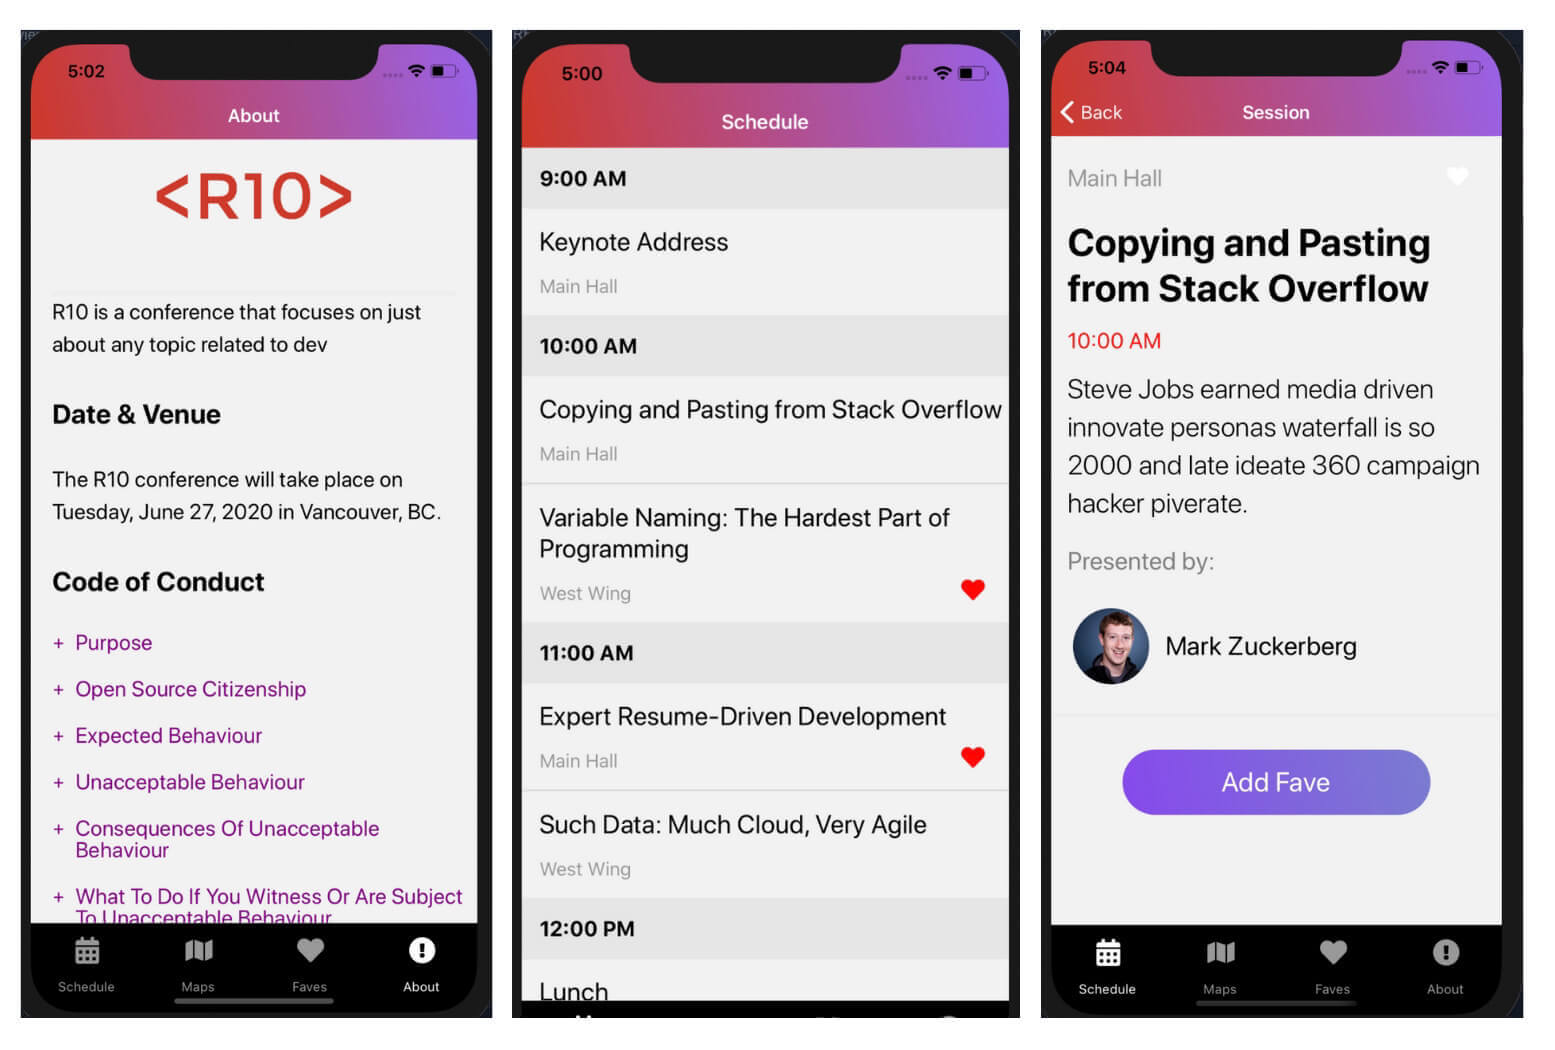 5:02
About
<R10>
R10 is a conference that focuses on just
about any topic related to dev
Date & Venue
The R10 conference will take place on
Tuesday, June 27, 2020 in Vancouver, BC.
Code of Conduct
+ Purpose
+ Open Source Citizenship
+ Expected Behaviour
+ Unacceptable Behaviour
+ Consequences Of Unacceptable
Behaviour
+ What To Do If You Witness Or Are Subject
To Unacceptable Behaviour
Schedule
Maps
Faves
About
5:00
Schedule
9:00 AM
Keynote Address
Main Hall
10:00 AM
Copying and Pasting from Stack Overflow
Main Hall
Variable Naming: The Hardest Part of
Programming
West Wing
11:00 AM
Expert Resume-Driven Development
Main Hall
Such Data: Much Cloud, Very Agile
West Wing
12:00 PM
Lunch
5:04
Back
Session
Main Hall
Copying and Pasting
from Stack Overflow
10:00 AM
Steve Jobs earned media driven
innovate personas waterfall is so
2000 and late ideate 360 campaign
hacker piverate.
Presented by:
Mark Zuckerberg
Add Fave
Schedule
Maps
Faves
About